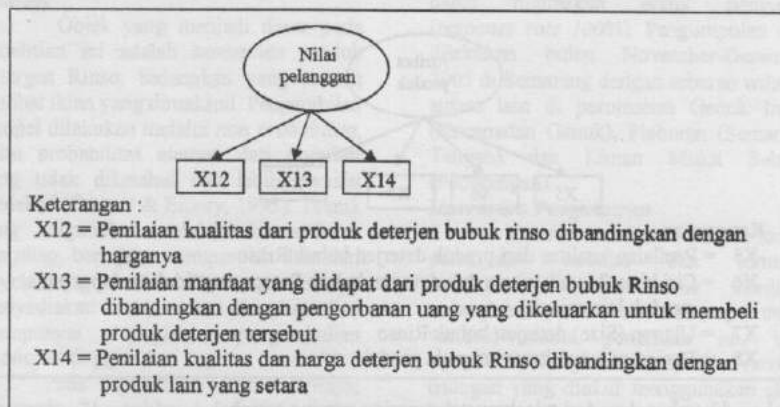 Nilai
pelanggan
X12 X13 X14
Keterangan :
X12 = Penilaian kualitas dari produk deterjen bubuk rinso dibandingkan dengan
harganya
X13 = Penilaian manfaat yang didapat dari produk deterjen bubuk Rinso
dibandingkan dengan pengorbanan uang yang dikeluarkan untuk membeli
produk deterjen tersebut
X14 = Penilaian kualitas dan harga deterjen bubuk Rinso dibandingkan dengan
produk lain yang setara